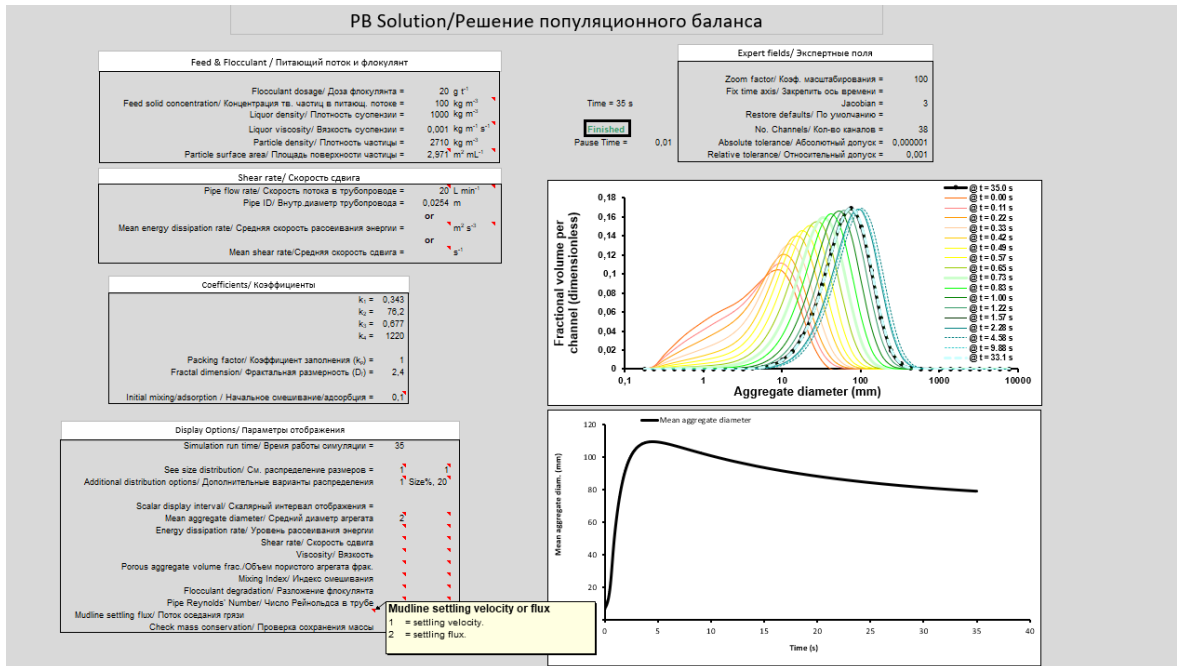 PB Solution/Решение популяционного баланса
Feed & Flocculant / Питающий поток и флокулянт
Flocculant dosage/ Доза флокулянта = 20 g t⁻¹
Feed solid concentration/ Концентрация тв. частиц в питающ. потоке = 100 kg m⁻³
Liquor density/ Плотность суспензии = 1000 kg m⁻³
Liquor viscosity/ Вязкость суспензии = 0,001 kg m⁻¹ s⁻¹
Particle density/ Плотность частицы = 2710 kg m⁻³
Particle surface area/ Площадь поверхности частицы = 2,971 m² mL⁻¹
Shear rate/ Скорость сдвига
Pipe flow rate/ Скорость потока в трубопроводе = 20 L min⁻¹
Pipe ID/ Внутр.диаметр трубопровода = 0,0254 m
or
Mean energy dissipation rate/ Средняя скорость рассеивания энергии = m² s⁻³
or
Mean shear rate/Средняя скорость сдвига = s⁻¹
Coefficients/ Коэффициенты
k₁ = 0,343
k₂ = 76,2
k₃ = 0,677
k₄ = 1220
Packing factor/ Коэффициент заполнения (kₚ) = 1
Fractal dimension/ Фрактальная размерность (Df) = 2,4
Initial mixing/adsorption / Начальное смешивание/адсорбция = 0,1
Display Options/ Параметры отображения
Simulation run time/ Время работы симуляции = 35
See size distribution/ См. распределение размеров = 1 1
Additional distribution options/ Дополнительные варианты распределения 1 Size%, 20
Scalar display interval/ Скалярный интервал отображения =
Mean aggregate diameter/ Средний диаметр агрегата 2
Energy dissipation rate/ Уровень рассеивания энергии
Shear rate/ Скорость сдвига
Viscosity/ Вязкость
Porous aggregate volume frac./Объем пористого агрегата фрак.
Mixing Index/ Индекс смешивания
Flocculant degradation/ Разложение флокулянта
Pipe Reynolds' Number/ Число Рейнольдса в трубе
Mudline settling flux/ Поток оседания грязи
Check mass conservation/ Проверка сохранения массы
Mudline settling velocity or flux
1 = settling velocity.
2 = settling flux.
Time = 35 s
Finished
Pause Time = 0,01
Expert fields/ Экспертные поля
Zoom factor/ Коэф. масштабирования = 100
Fix time axis/ Закрепить ось времени =
Jacobian = 3
Restore defaults/ По умолчанию =
No. Channels/ Кол-во каналов = 38
Absolute tolerance/ Абсолютный допуск = 0,000001
Relative tolerance/ Относительный допуск = 0,001
Fractional volume per
channel (dimensionless)
0,18
0,16
0,14
0,12
0,1
0,08
0,06
0,04
0,02
0
0,1 1 10 100 1000 10000
Aggregate diameter (mm)
@ t = 35.0 s
@ t = 0.00 s
@ t = 0.11 s
@ t = 0.22 s
@ t = 0.33 s
@ t = 0.42 s
@ t = 0.49 s
@ t = 0.57 s
@ t = 0.65 s
@ t = 0.73 s
@ t = 0.83 s
@ t = 1.00 s
@ t = 1.22 s
@ t = 1.57 s
@ t = 2.28 s
@ t = 4.58 s
@ t = 9.88 s
@ t = 33.1 s
Mean aggregate diameter
Mean aggregate diam. (mm)
120
100
80
60
40
20
0 5 10 15 20 25 30 35 40
Time (s)